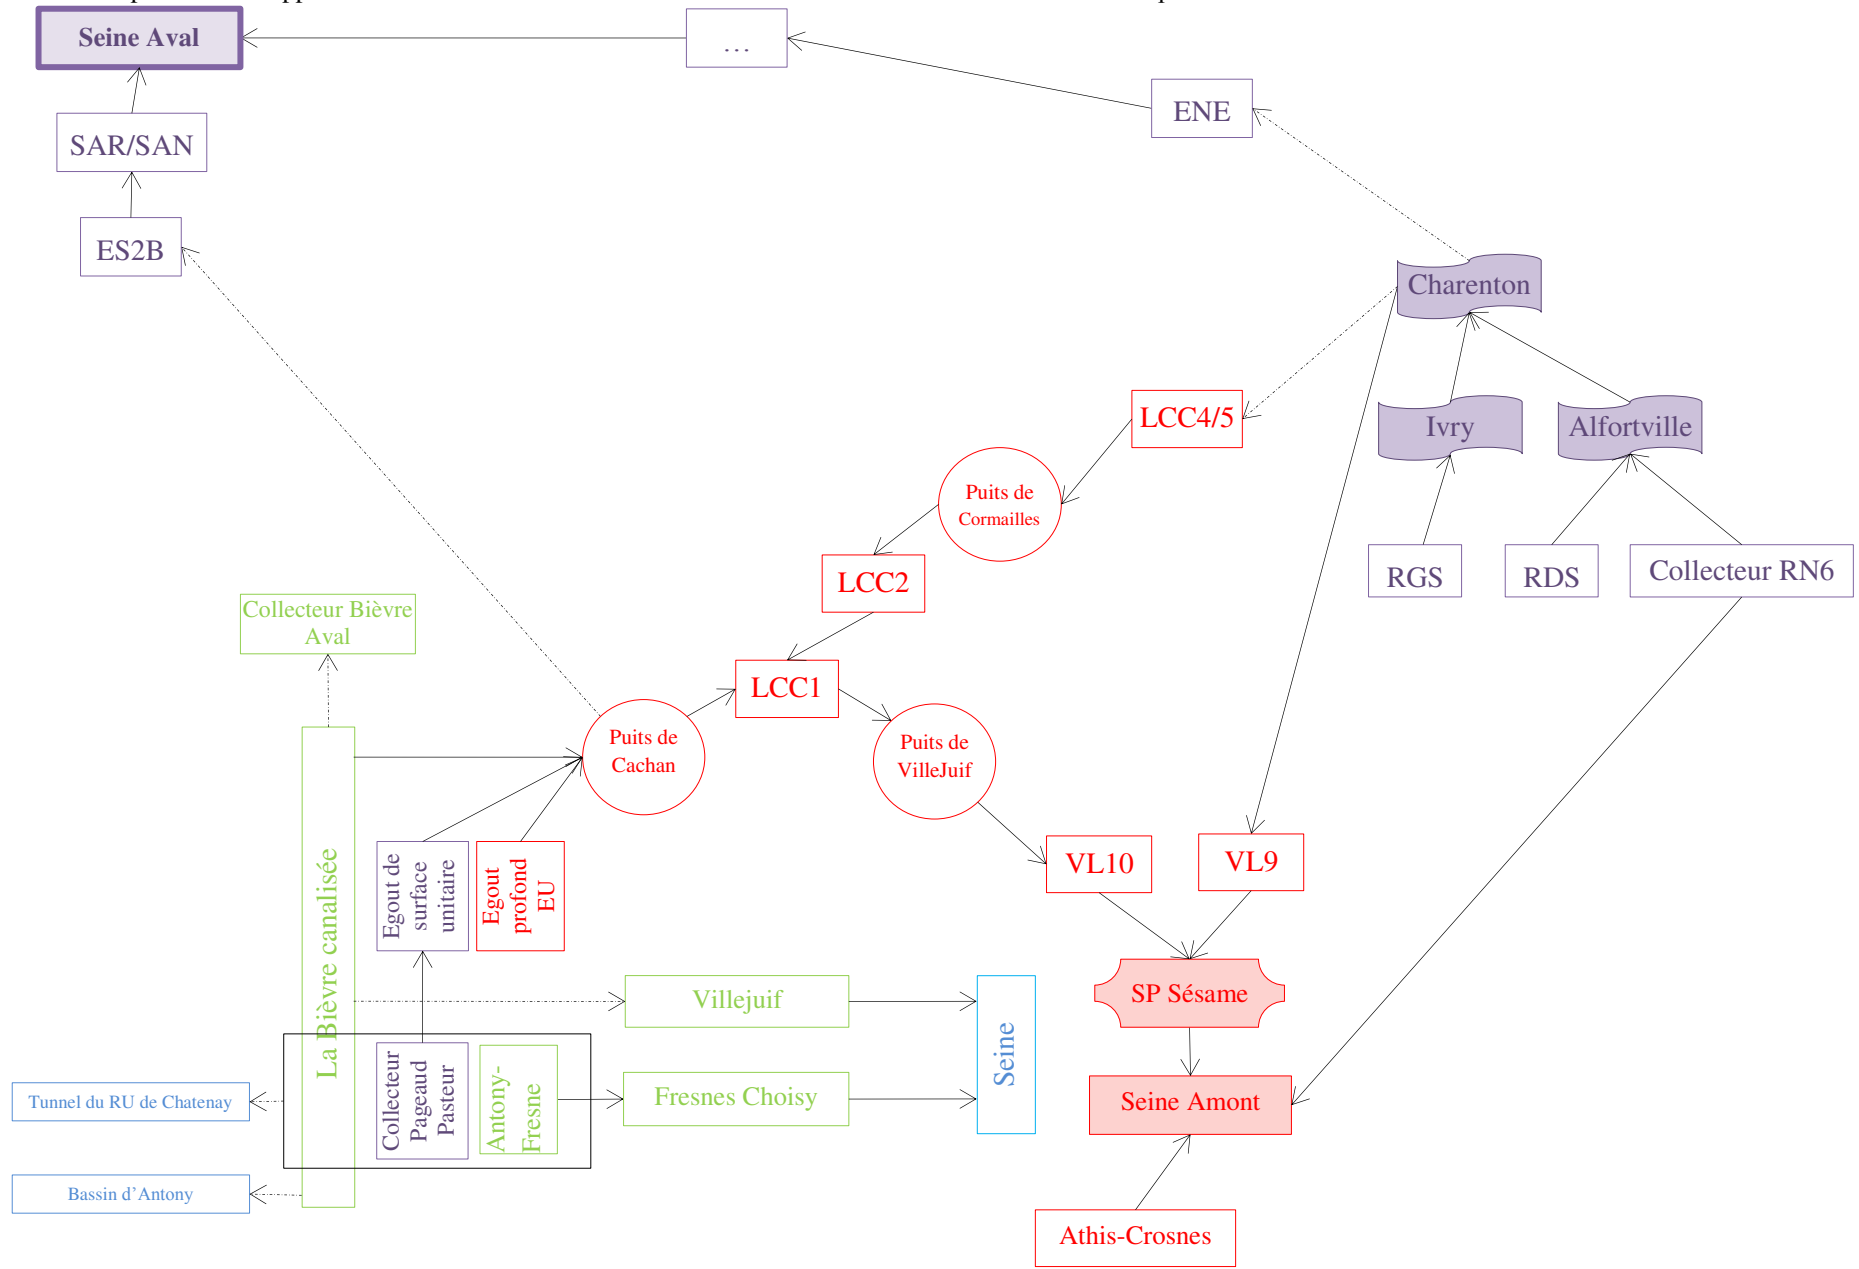 Seine Aval
…
ENE
SAR/SAN
ES2B
Charenton
LCC4/5
Ivry
Alfortville
Puits de
Cormailles
RGS
RDS
Collecteur RN6
LCC2
Collecteur Bièvre
Aval
LCC1
Puits de
Cachan
Puits de
VilleJuif
La Bièvre canalisée
Egout de
surface
unitaire
Egout
profond
EU
VL10
VL9
Villejuif
Seine
SP Sésame
Collecteur
Pageaud
Pasteur
Antony-
Fresne
Fresnes Choisy
Tunnel du RU de Chatenay
Seine Amont
Bassin d’Antony
Athis-Crosnes